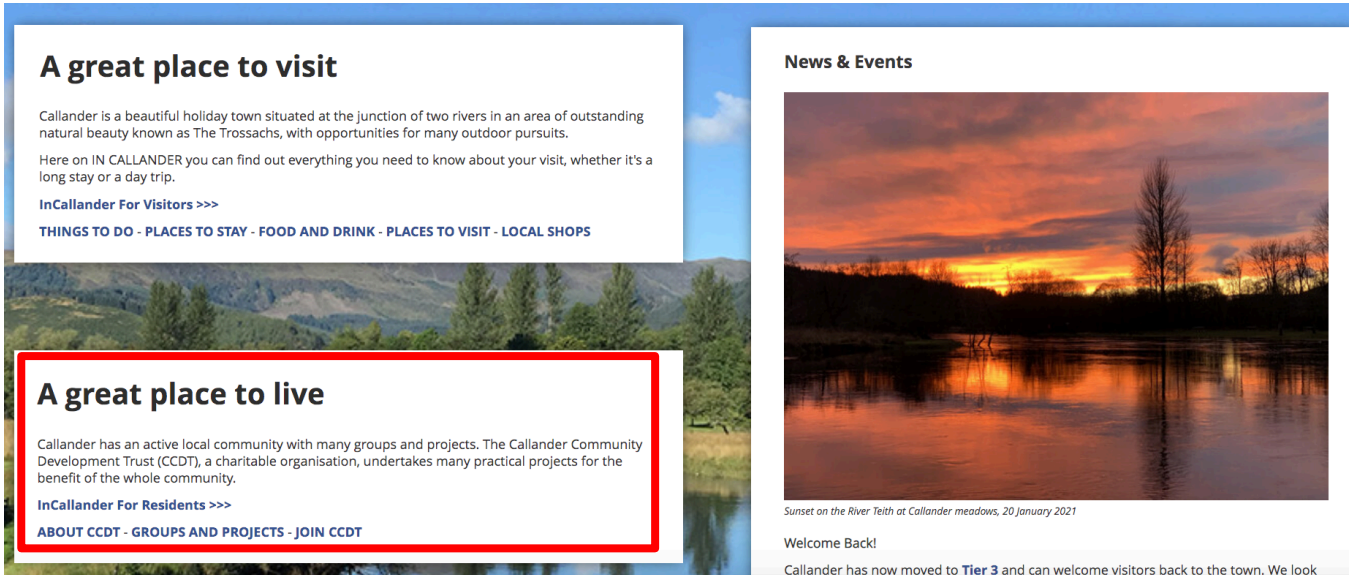 A great place to visit
Callander is a beautiful holiday town situated at the junction of two rivers in an area of outstanding
natural beauty known as The Trossachs, with opportunities for many outdoor pursuits.
Here on IN CALLANDER you can find out everything you need to know about your visit, whether it's a
long stay or a day trip.
InCallander For Visitors >>>
THINGS TO DO - PLACES TO STAY - FOOD AND DRINK - PLACES TO VISIT - LOCAL SHOPS
A great place to live
Callander has an active local community with many groups and projects. The Callander Community
Development Trust (CCDT), a charitable organisation, undertakes many practical projects for the
benefit of the whole community.
InCallander For Residents >>>
ABOUT CCDT - GROUPS AND PROJECTS - JOIN CCDT
News & Events
Sunset on the River Teith at Callander meadows, 20 January 2021
Welcome Back!
Callander has now moved to Tier 3 and can welcome visitors back to the town. We look